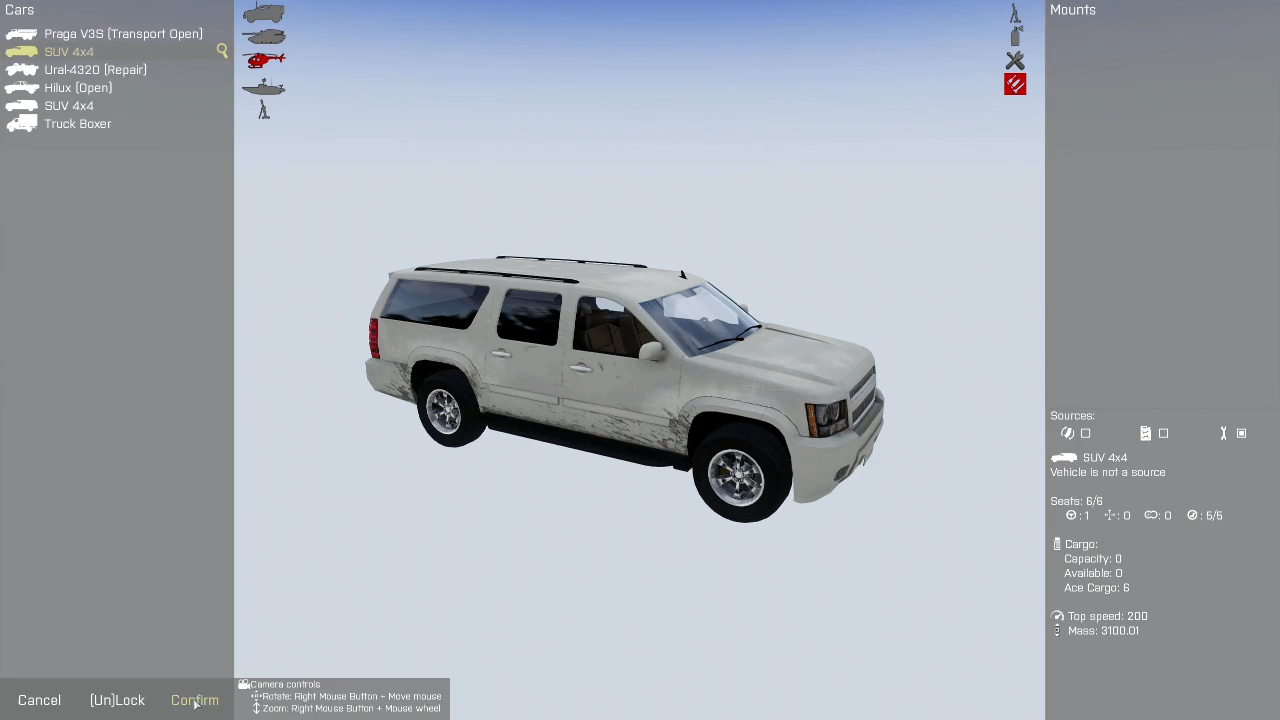 Cars
Praga V3S (Transport Open)
SUV 4x4
Ural-4320 (Repair)
Hilux (Open)
SUV 4x4
Truck Boxer
Cancel
(Un)Lock
Confirm
Camera controls
Rotate: Right Mouse Button + Move mouse
Zoom: Right Mouse Button + Mouse wheel
Mounts
Sources:
SUV 4x4
Vehicle is not a source
Seats: 6/6
: 1 : 0 : 0 : 5/5
Cargo:
Capacity: 0
Available: 0
Ace Cargo: 6
Top speed: 200
Mass: 3100.01